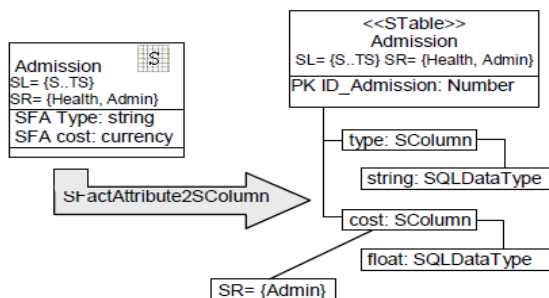 S
Admission
SL= {S..TS}
SR= {Health, Admin}
SFA Type: string
SFA cost: currency
SFactAttribute2SColumn
<<STable>>
Admission
SL= {S..TS} SR= {Health, Admin}
PK ID_Admission: Number
type: SColumn
string: SQLDataType
cost: SColumn
float: SQLDataType
SR= {Admin}